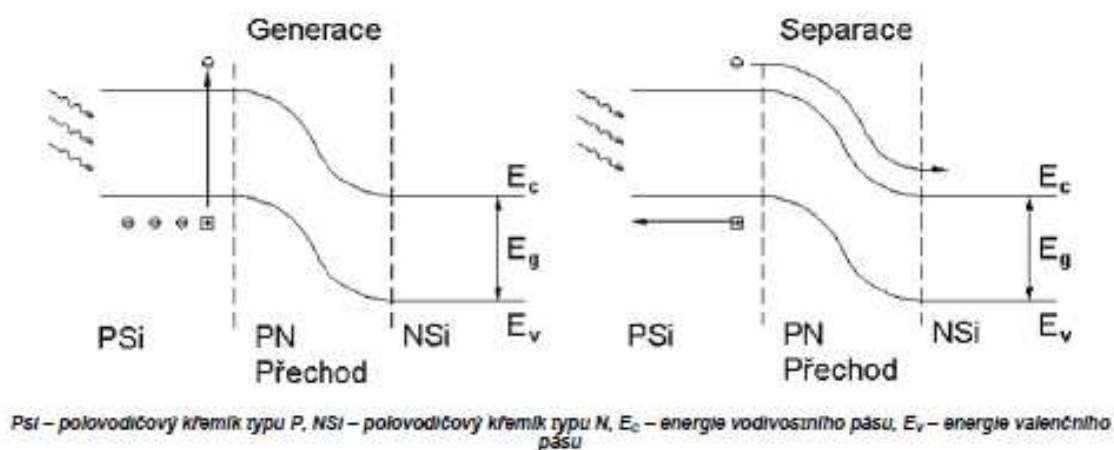 Generace
E_c
E_g
E_v
PSi
PN
NSi
Přechod
Separace
E_c
E_g
E_v
PSi
PN
NSi
Přechod
Psi – polovodičový křemík typu P, NSi – polovodičový křemík typu N, E_c – energie vodivostního pásu, E_v – energie valenčního
pásu